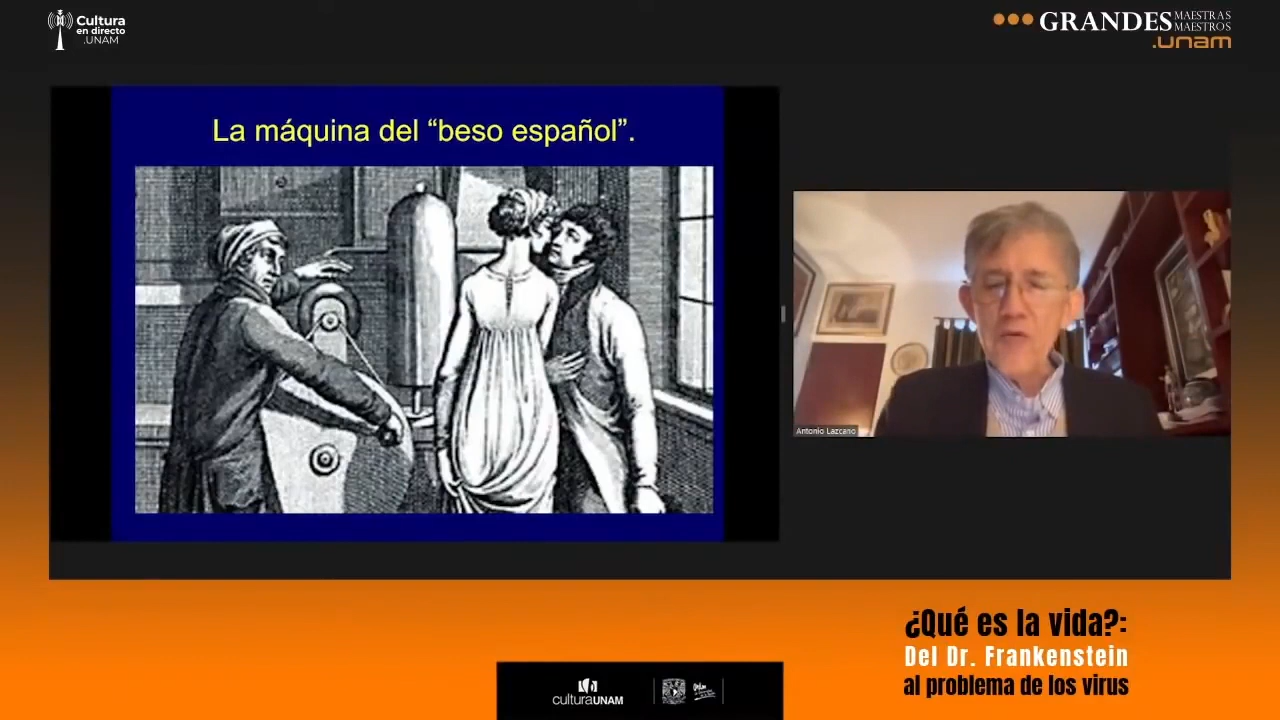 Cultura
en directo
.UNAM
GRANDES MAESTRAS
MAESTROS
.unam
La máquina del “beso español”.
Antonio Lazcano
¿Qué es la vida?:
Del Dr. Frankenstein
al problema de los virus
culturaUNAM